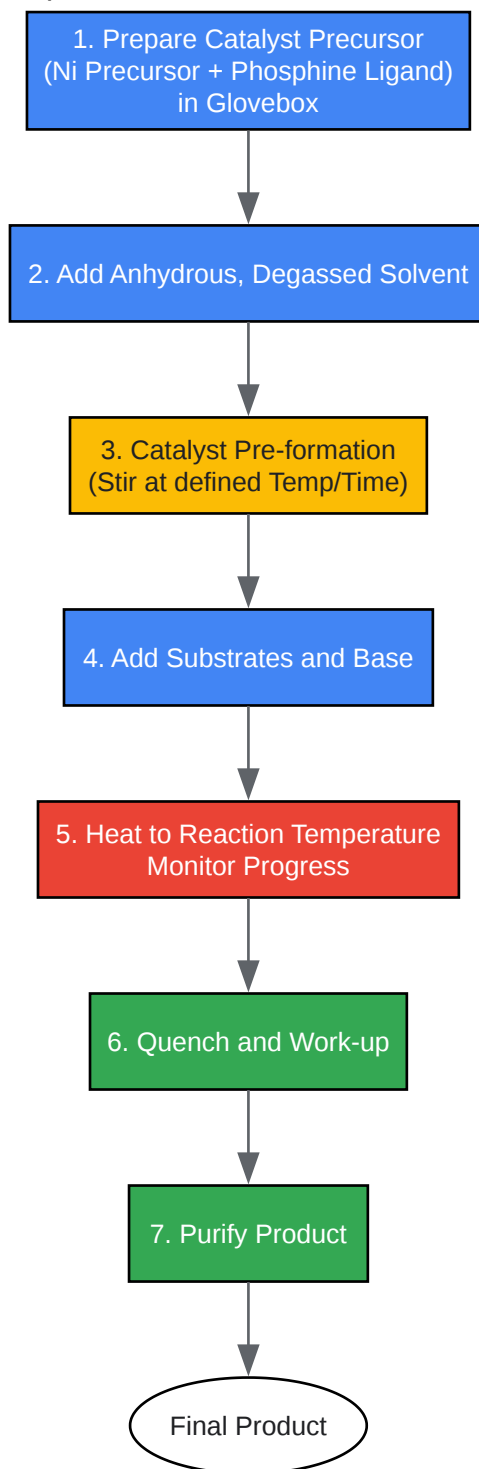 1. Prepare Catalyst Precursor
(Ni Precursor + Phosphine Ligand)
in Glovebox
2. Add Anhydrous, Degassed Solvent
3. Catalyst Pre-formation
(Stir at defined Temp/Time)
4. Add Substrates and Base
5. Heat to Reaction Temperature
Monitor Progress
6. Quench and Work-up
7. Purify Product
Final Product